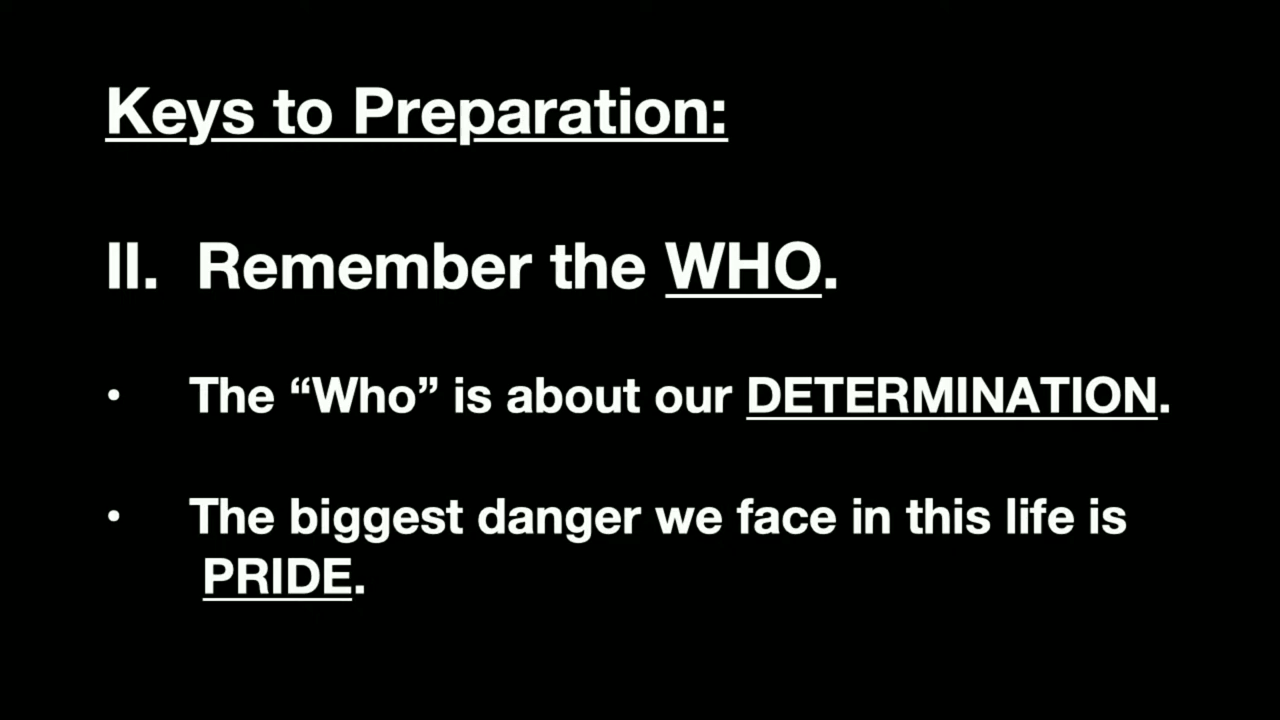 Keys to Preparation:
II. Remember the WHO.
• The “Who” is about our DETERMINATION.
• The biggest danger we face in this life is
PRIDE.